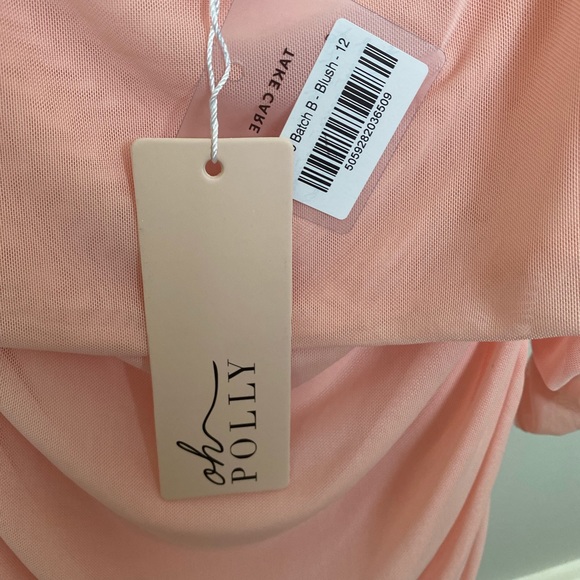 TAKE CARE
Batch B - Blush - 12
5059282036509
oh
POLLY